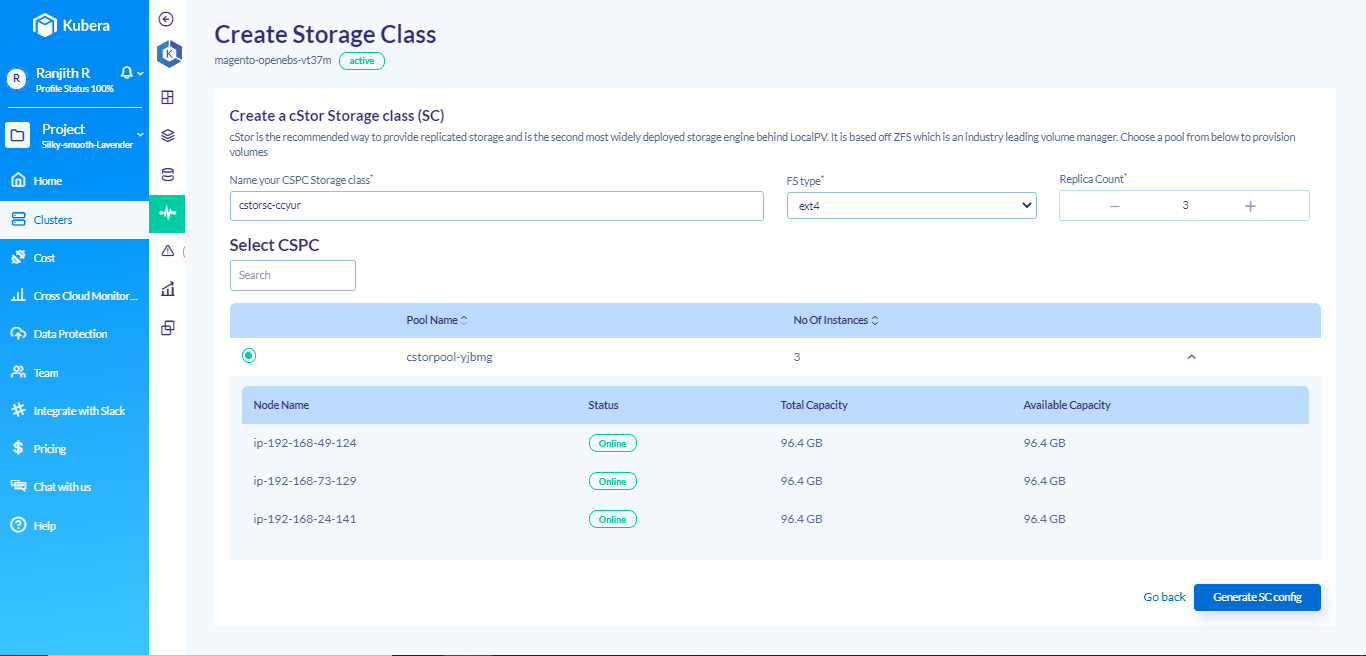 Kubera
R
Ranjith R
Profile Status 100%
Project
Silky-smooth-Lavender
Home
Clusters
Cost
Cross Cloud Monitor...
Data Protection
Team
Integrate with Slack
Pricing
Chat with us
Help
K
Create Storage Class
magento-openebs-vt37m active
Create a cStor Storage class (SC)
cStor is the recommended way to provide replicated storage and is the second most widely deployed storage engine behind LocalPV. It is based off ZFS which is an industry leading volume manager. Choose a pool from below to provision
volumes
Name your CSPC Storage class* FS type* Replica Count*
cstorsc-ccyur ext4 − 3 +
Select CSPC
Search
Pool Name No Of Instances
cstorpool-yjbmg 3
Node Name Status Total Capacity Available Capacity
ip-192-168-49-124 Online 96.4 GB 96.4 GB
ip-192-168-73-129 Online 96.4 GB 96.4 GB
ip-192-168-24-141 Online 96.4 GB 96.4 GB
Go back Generate SC config